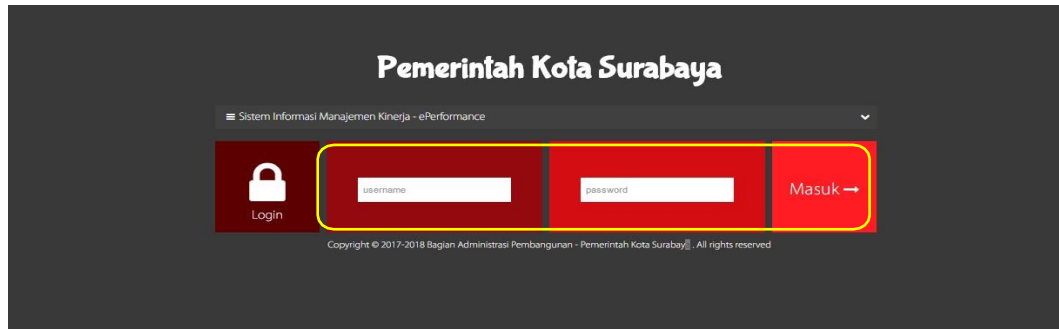 Pemerintah Kota Surabaya
Sistem Informasi Manajemen Kinerja - ePerformance
username
password
Masuk →
Login
Copyright © 2017-2018 Bagian Administrasi Pembangunan - Pemerintah Kota Surabay . All rights reserved